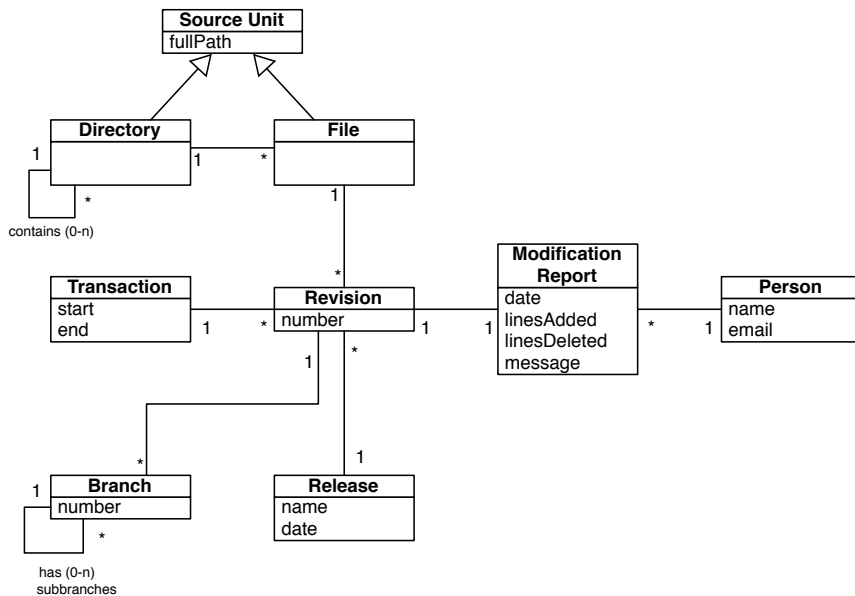 Source Unit
fullPath
Directory
File
1
1
*
1
*
contains (0-n)
*
Modification
Report
date
linesAdded
linesDeleted
message
Transaction
start
end
Revision
number
Person
name
email
1
*
1
1
*
1
1
*
*
1
Branch
number
Release
name
date
1
*
has (0-n)
subbranches